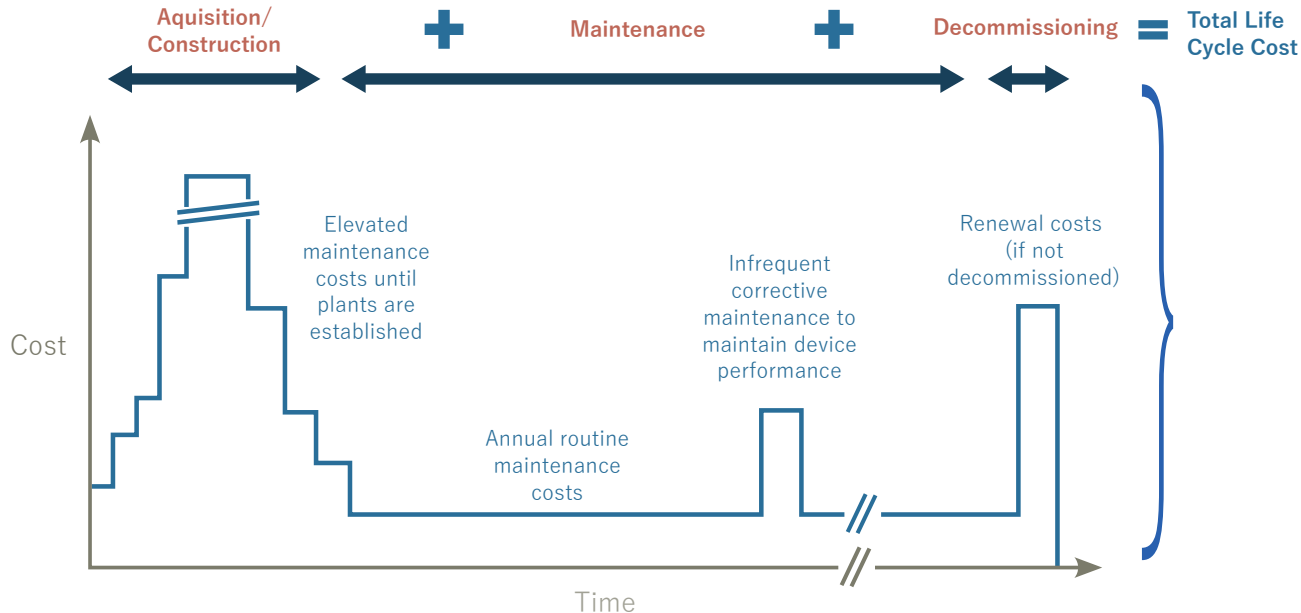 Aquisition/
Construction
+
Maintenance
+
Decommissioning
=
Total Life
Cycle Cost
Elevated
maintenance
costs until
plants are
established
Infrequent
corrective
maintenance to
maintain device
performance
Renewal costs
(if not
decommissioned)
Cost
Annual routine
maintenance
costs
Time